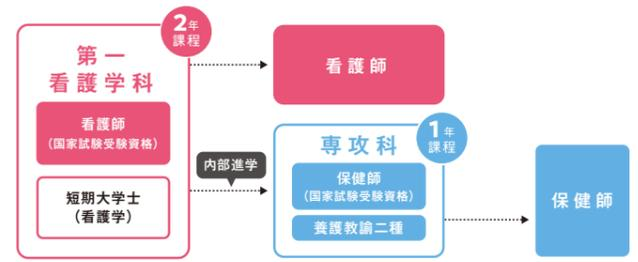 2年
課程
第一
看護学科
看護師
（国家試験受験資格）
短期大学士
（看護学）
看護師
内部進学
1年
課程
専攻科
保健師
（国家試験受験資格）
養護教諭二種
保健師